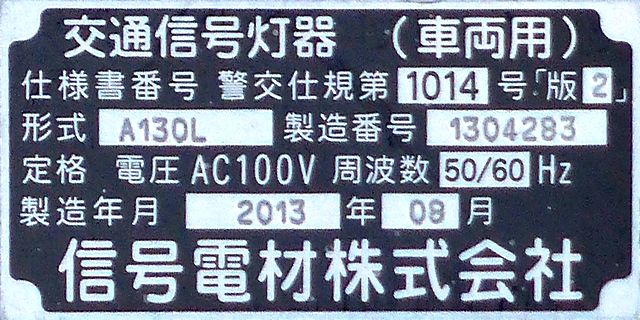 交通信号灯器 (車両用)
仕様書番号 警交仕規第 1014 号「版2」
形式 A130L 製造番号 1304283
定格 電圧 AC100V 周波数 50/60 Hz
製造年月 2013 年 08 月
信号電材株式会社